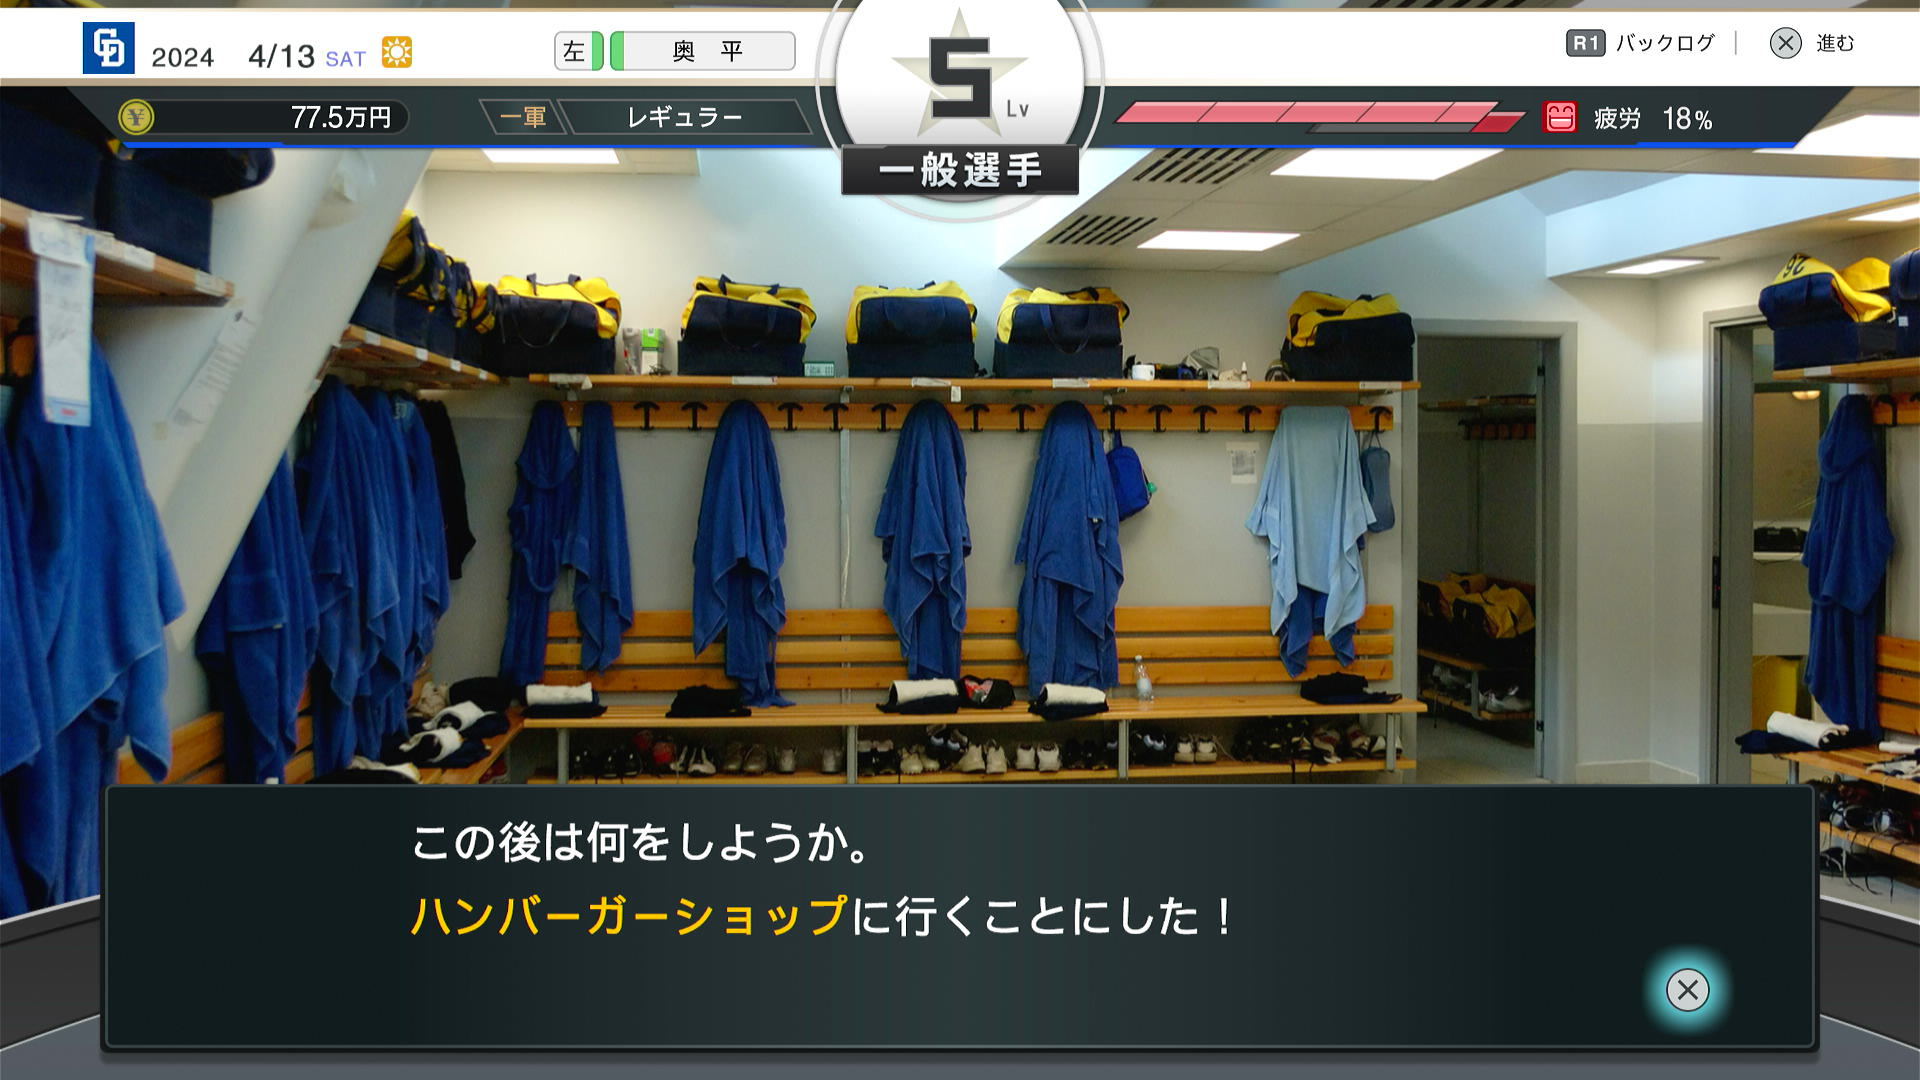 2024 4/13 SAT
左 奥 平
5 Lv
一般選手
R1 バックログ
進む
77.5万円
一軍 レギュラー
疲労 18%
この後は何をしようか。
ハンバーガーショップに行くことにした！